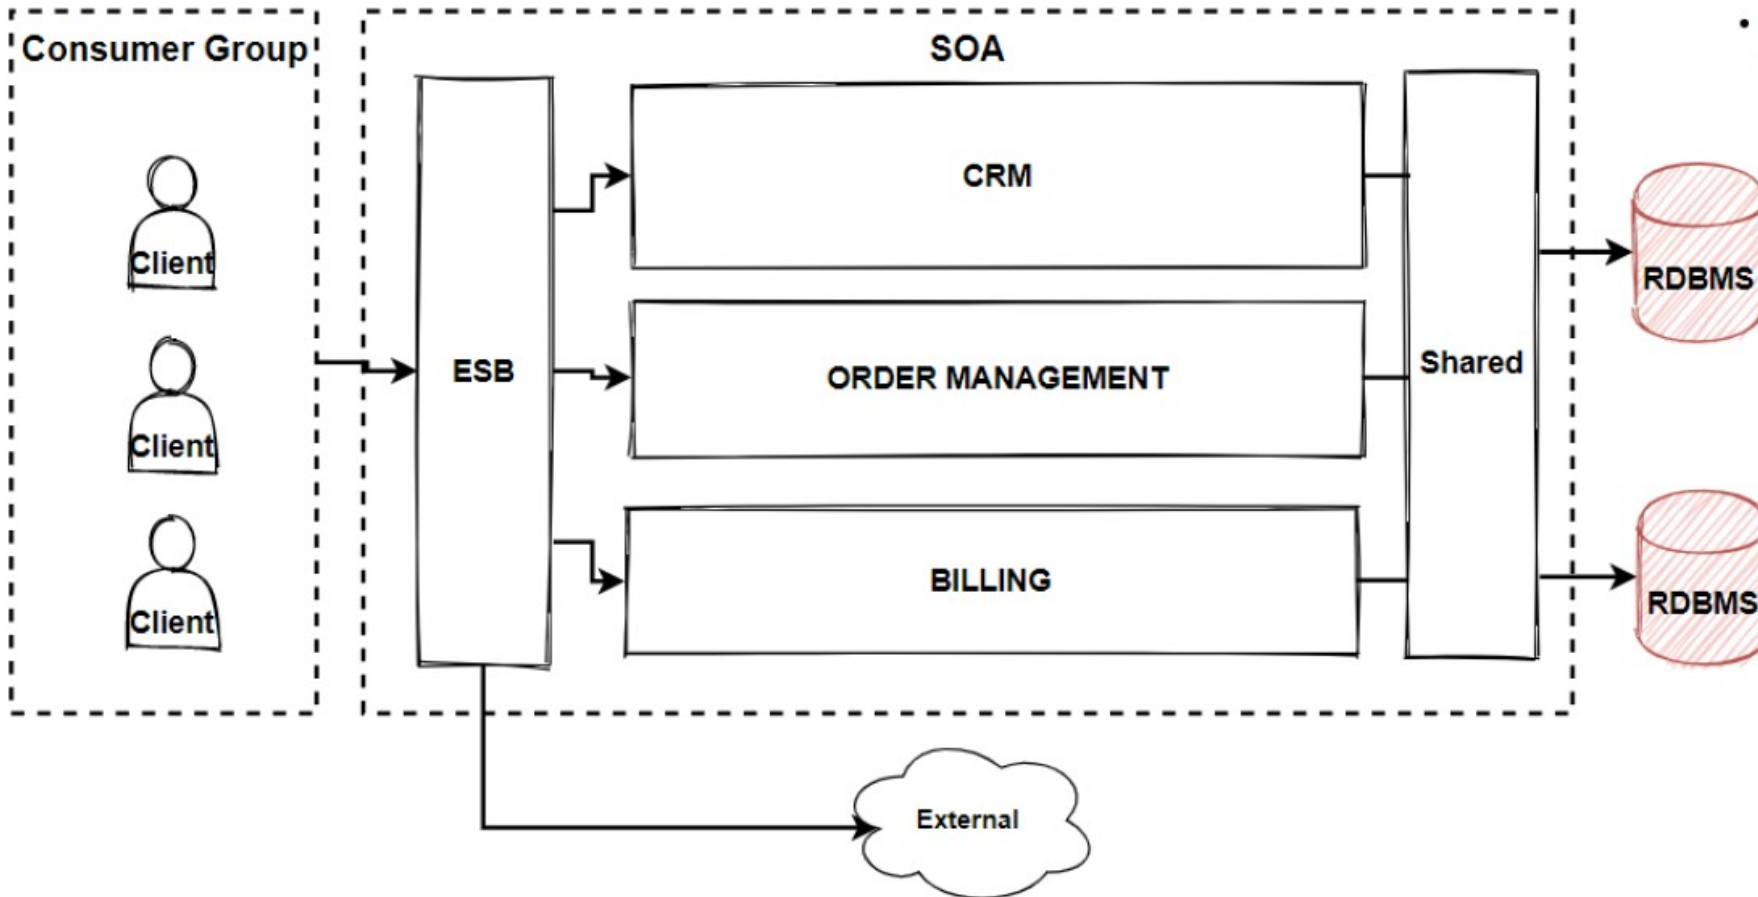 Consumer Group
SOA
Client
Client
Client
ESB
CRM
ORDER MANAGEMENT
BILLING
Shared
RDBMS
RDBMS
External